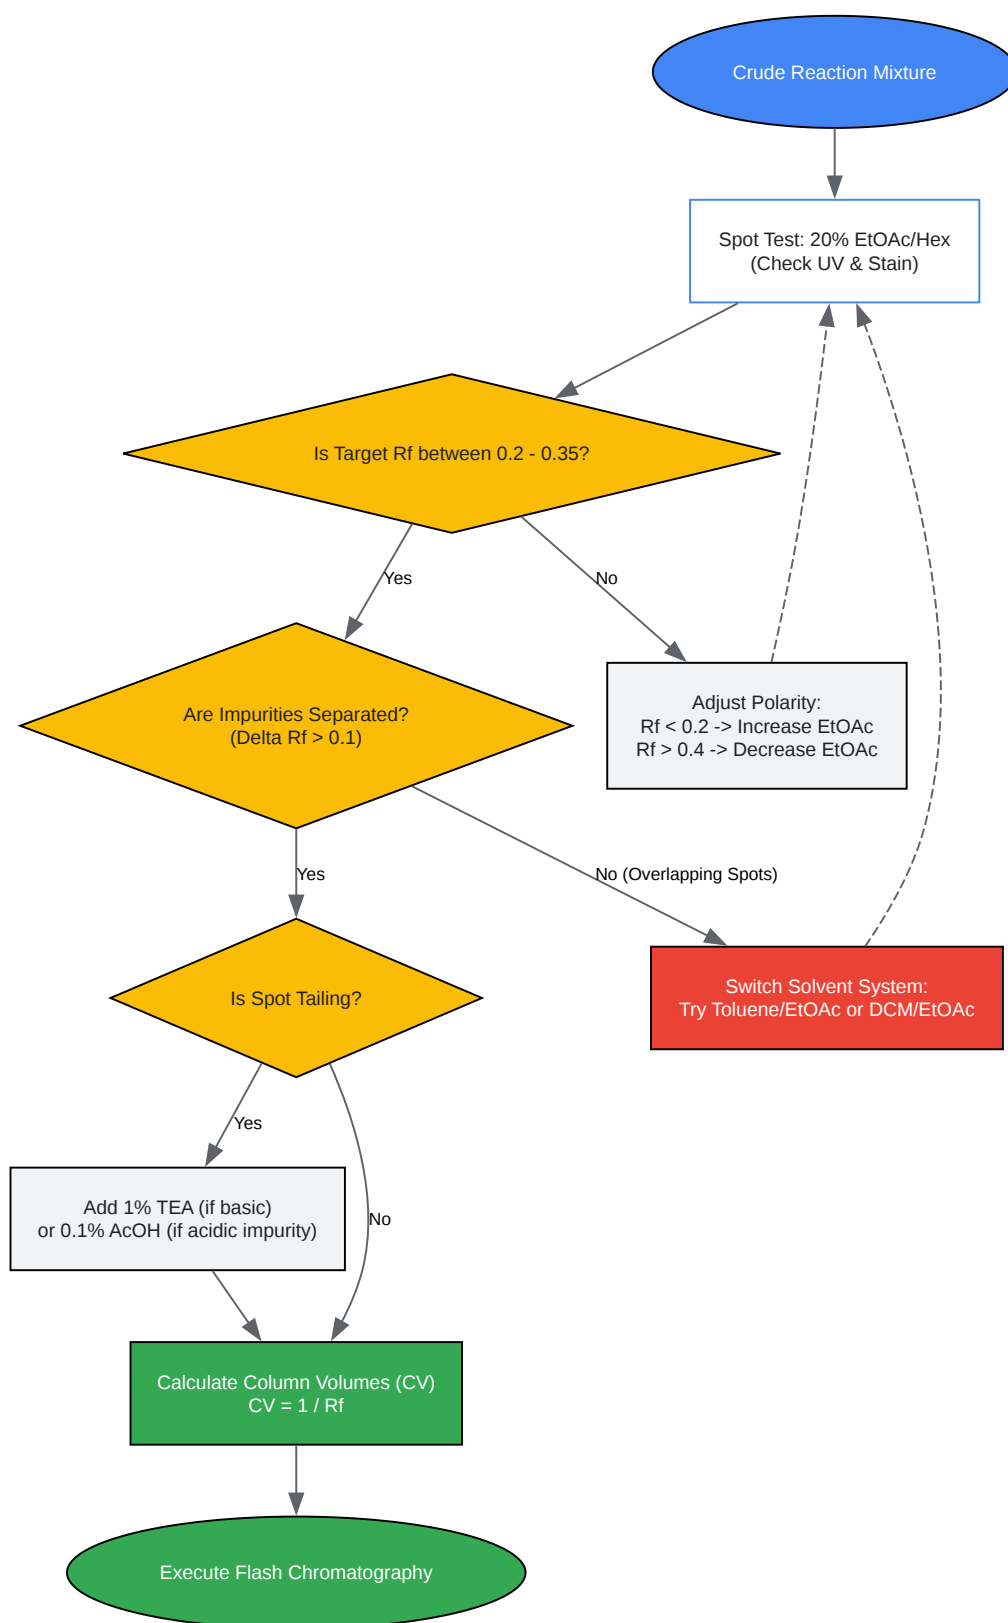 Crude Reaction Mixture
Spot Test: 20% EtOAc/Hex
(Check UV & Stain)
Is Target Rf between 0.2 - 0.35?
Yes
No
Are Impurities Separated?
(Delta Rf > 0.1)
Adjust Polarity:
Rf < 0.2 -> Increase EtOAc
Rf > 0.4 -> Decrease EtOAc
Yes
No (Overlapping Spots)
Is Spot Tailing?
Switch Solvent System:
Try Toluene/EtOAc or DCM/EtOAc
Yes
No
Add 1% TEA (if basic)
or 0.1% AcOH (if acidic impurity)
Calculate Column Volumes (CV)
CV = 1 / Rf
Execute Flash Chromatography